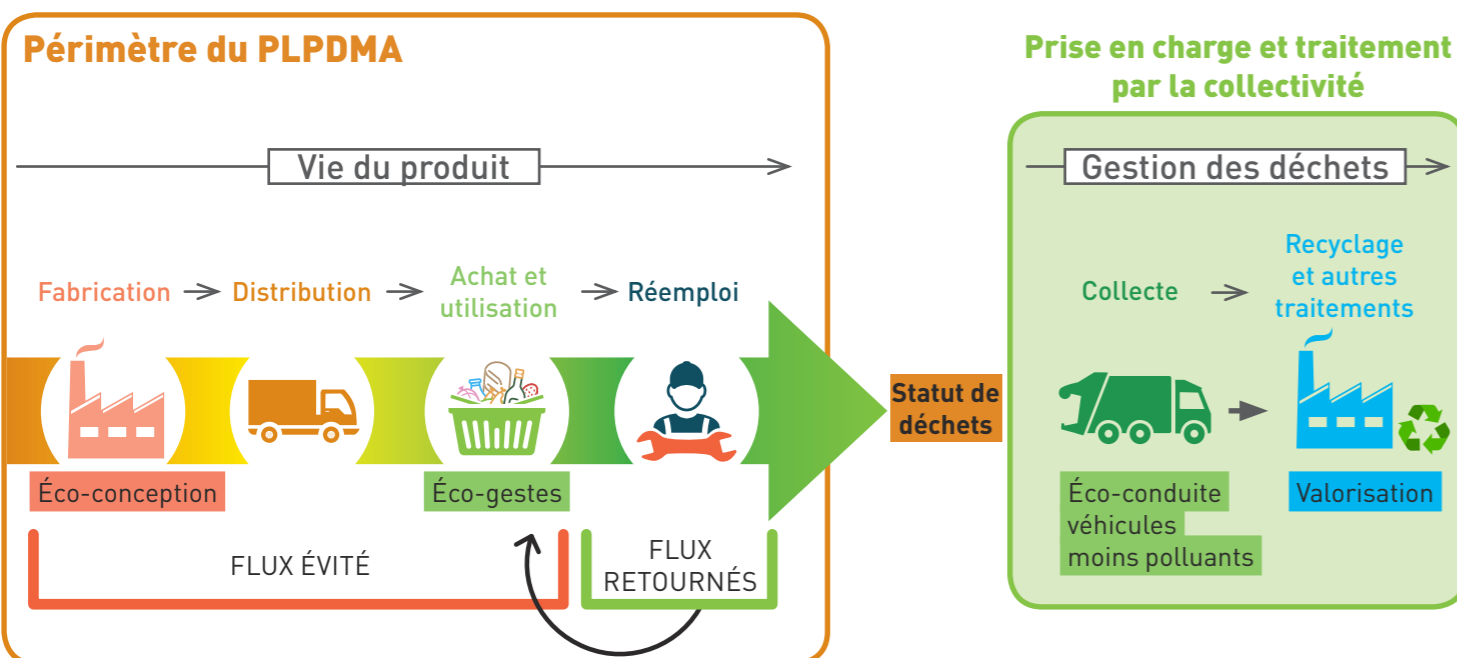 Périmètre du PLPDMA
Vie du produit
Fabrication
Distribution
Achat et
utilisation
Réemploi
Éco-conception
Éco-gestes
FLUX ÉVITÉ
FLUX
RETOURNÉS
Statut de
déchets
Prise en charge et traitement
par la collectivité
Gestion des déchets
Collecte
Recyclage
et autres
traitements
Éco-conduite
véhicules
moins polluants
Valorisation